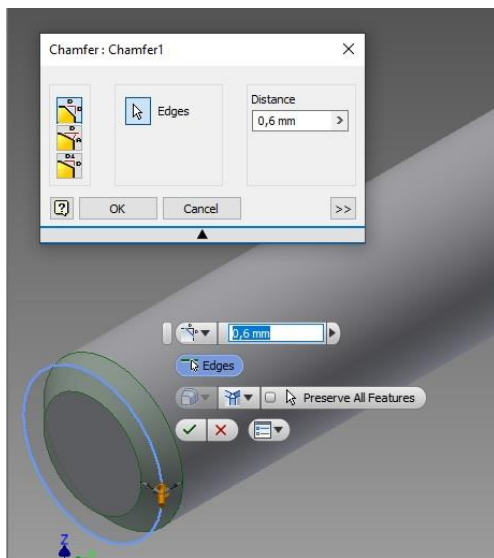 Chamfer : Chamfer1
Edges
Distance
0,6 mm
OK
Cancel
>>
0,6 mm
Edges
Preserve All Features
Z